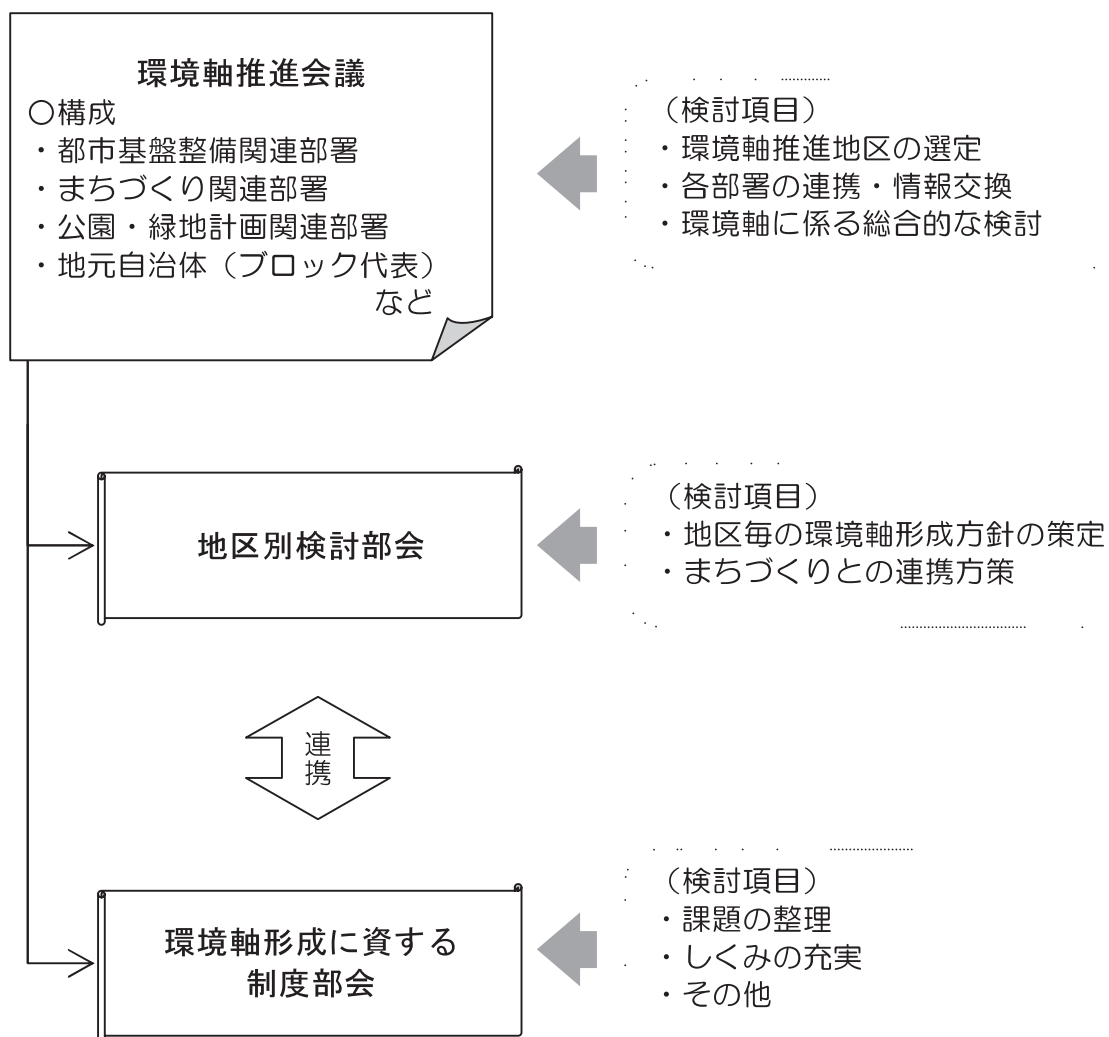 環境軸推進会議
〇構成
・都市基盤整備関連部署
・まちづくり関連部署
・公園・緑地計画関連部署
・地元自治体（ブロック代表）
など
（検討項目）
・環境軸推進地区の選定
・各部署の連携・情報交換
・環境軸に係る総合的な検討
地区別検討部会
（検討項目）
・地区毎の環境軸形成方針の策定
・まちづくりとの連携方策
連携
環境軸形成に資する
制度部会
（検討項目）
・課題の整理
・しくみの充実
・その他